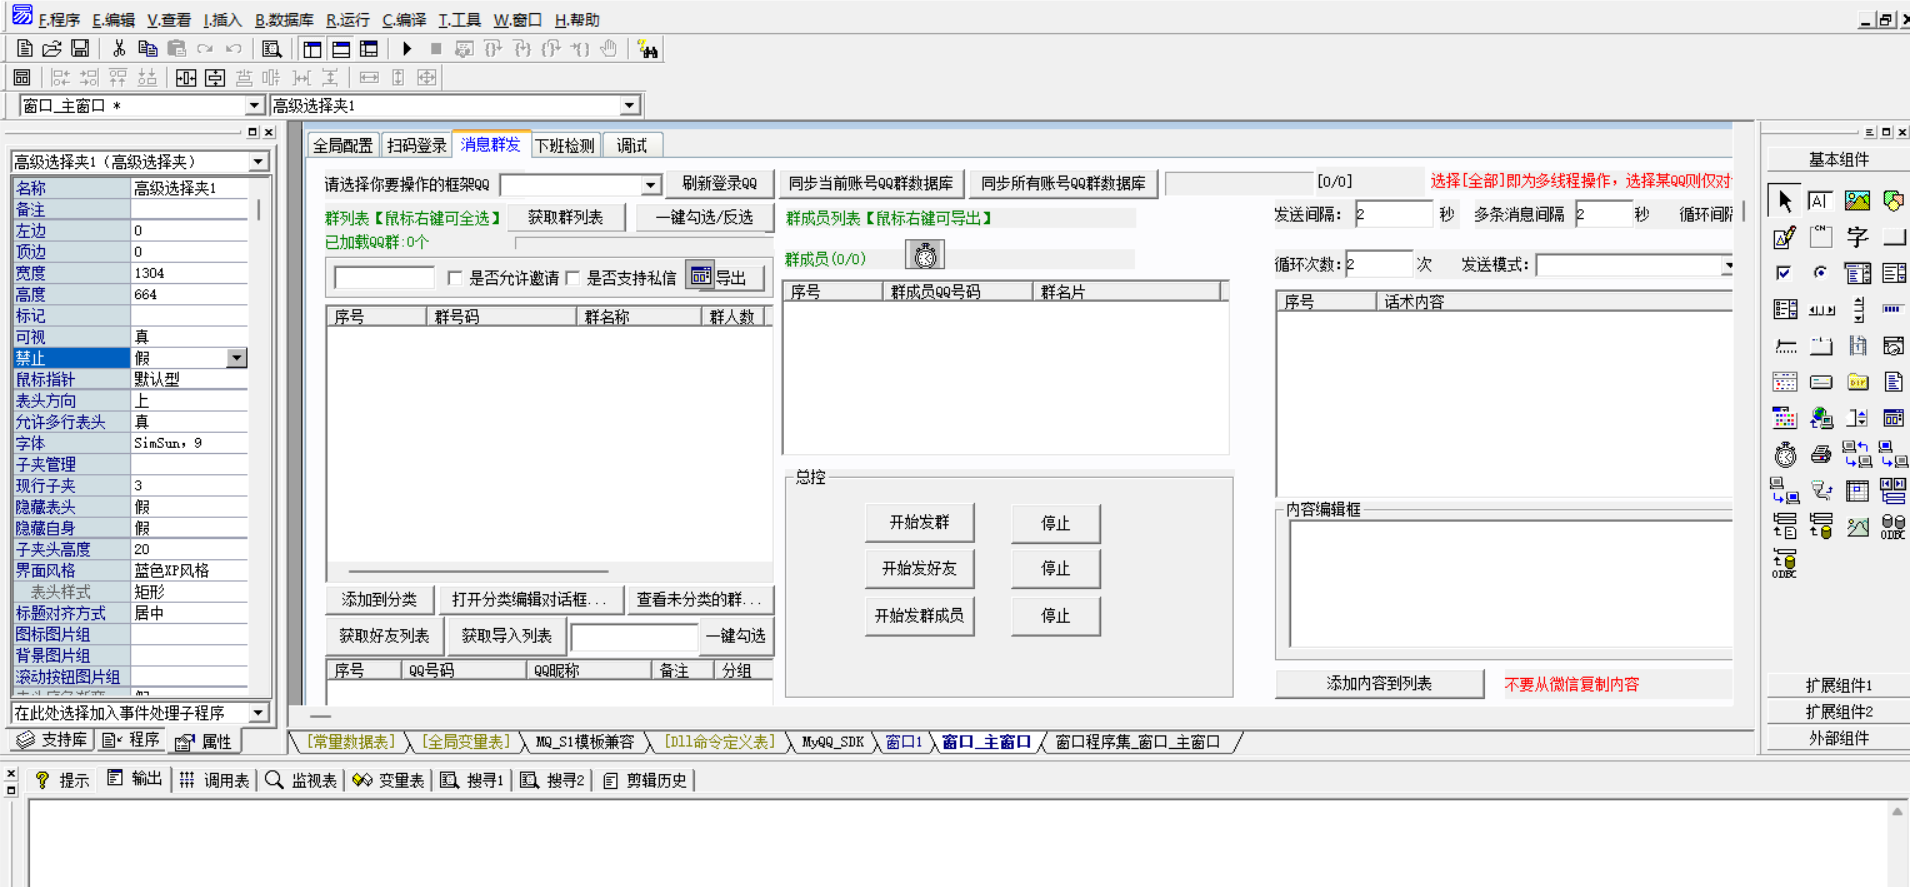 F.程序 E.编辑 V.查看 I.插入 B.数据库 R.运行 C.编译 T.工具 W.窗口 H.帮助
窗口_主窗口 *
高级选择夹1
高级选择夹1（高级选择夹）
名称 高级选择夹1
备注
左边 0
顶边 0
宽度 1304
高度 664
标记
可视 真
禁止 假
鼠标指针 默认型
表头方向 上
允许多行表头 真
字体 SimSun，9
子夹管理
现行子夹 3
隐藏表头 假
隐藏自身 假
子夹头高度 20
界面风格 蓝色XP风格
表头样式 矩形
标题对齐方式 居中
图标图片组
背景图片组
滚动按钮图片组
在此处选择加入事件处理子程序
支持库 程序 属性
全局配置 扫码登录 消息群发 下班检测 调试
请选择你要操作的框架QQ 刷新登录QQ 同步当前账号QQ群数据库 同步所有账号QQ群数据库 [0/0] 选择[全部]即为多线程操作，选择某QQ则仅对
群列表【鼠标右键可全选】 获取群列表 一键勾选/反选
已加载QQ群:0个
是否允许邀请 是否支持私信 导出
序号 群号码 群名称 群人数
添加到分类 打开分类编辑对话框... 查看未分类的群...
获取好友列表 获取导入列表 一键勾选
序号 QQ号码 QQ昵称 备注 分组
群成员列表【鼠标右键可导出】
群成员(0/0)
序号 群成员QQ号码 群名片
总控
开始发群 停止
开始发好友 停止
开始发群成员 停止
发送间隔: 2 秒 多条消息间隔 2 秒 循环间隔
循环次数: 2 次 发送模式:
序号 话术内容
内容编辑框
添加内容到列表 不要从微信复制内容
[常量数据表] [全局变量表] MQ_S1模板兼容 [Dll命令定义表] MyQQ_SDK 窗口1 窗口_主窗口 窗口程序集_窗口_主窗口
基本组件
扩展组件1
扩展组件2
外部组件
提示 输出 调用表 监视表 变量表 搜寻1 搜寻2 剪辑历史